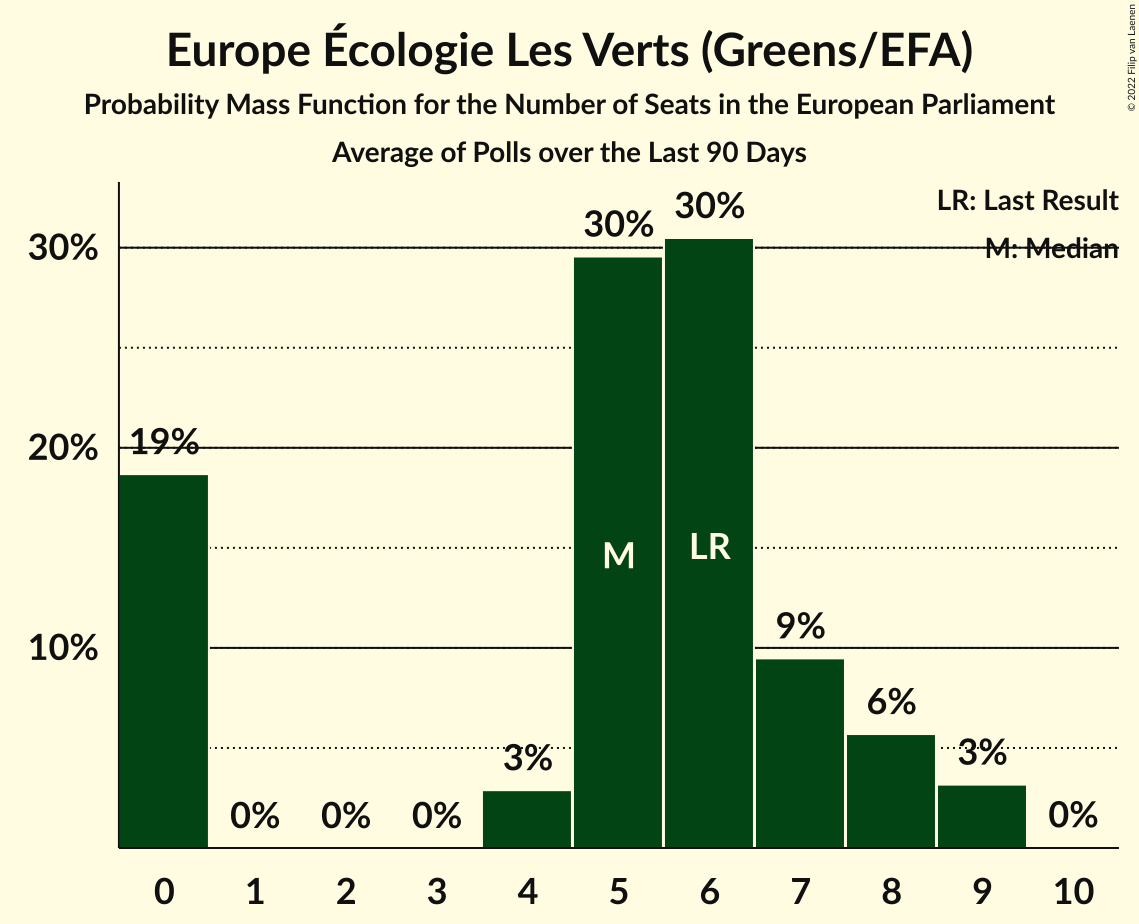 Europe Écologie Les Verts (Greens/EFA)
Probability Mass Function for the Number of Seats in the European Parliament
Average of Polls over the Last 90 Days
© 2022 Filip van Laenen
LR: Last Result
M: Median
30%
20%
10%
19%
0%
0%
0%
3%
30%
30%
9%
6%
3%
0%
M
LR
0 1 2 3 4 5 6 7 8 9 10